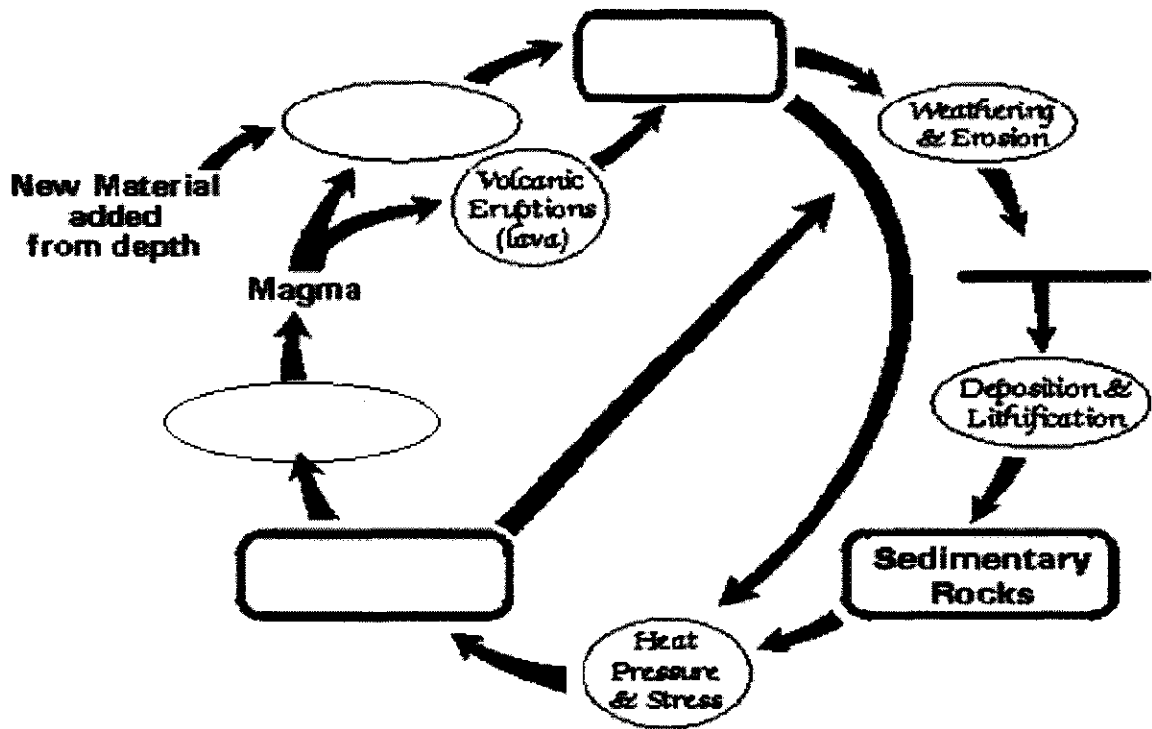 Weathering
& Erosion
New Material
added
from depth
Volcanic
Eruptions
(lava)
Magma
Deposition &
Lithification
Sedimentary
Rocks
Heat
Pressure
& Stress